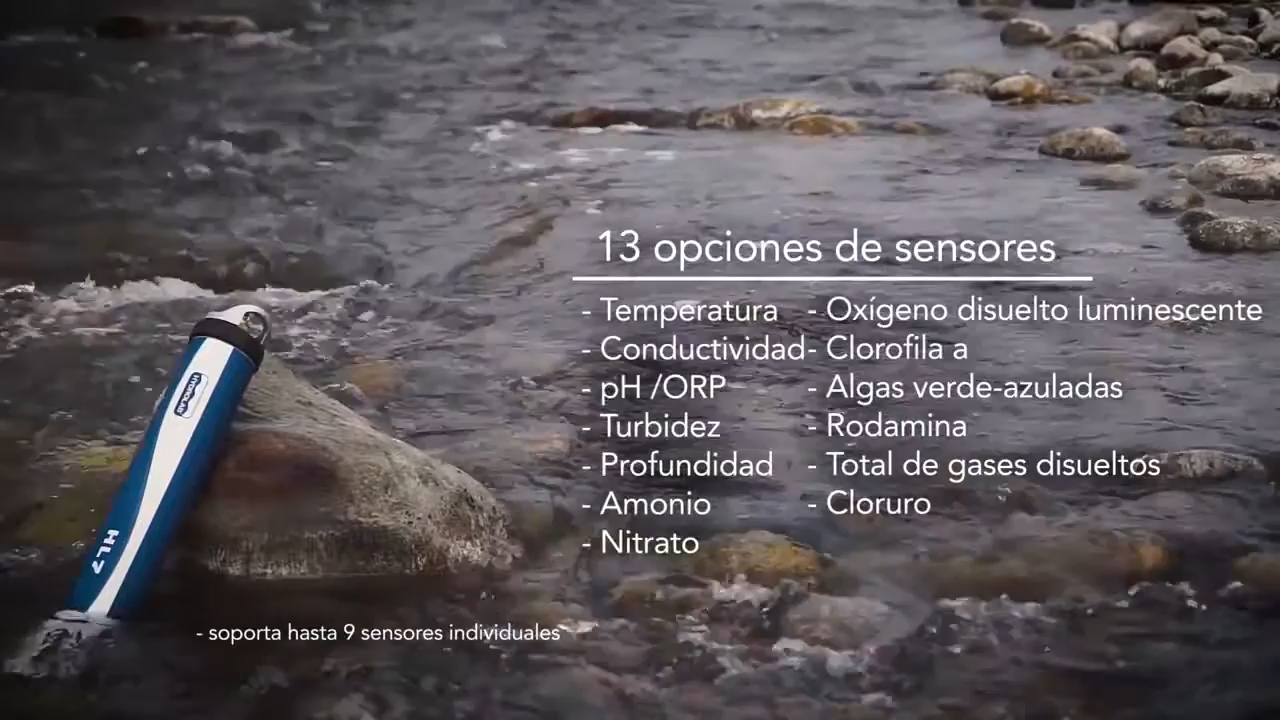 13 opciones de sensores
- Temperatura
- Conductividad
- pH /ORP
- Turbidez
- Profundidad
- Amonio
- Nitrato
- Oxígeno disuelto luminescente
- Clorofila a
- Algas verde-azuladas
- Rodamina
- Total de gases disueltos
- Cloruro
HYDROLAB
HL7
- soporta hasta 9 sensores individuales